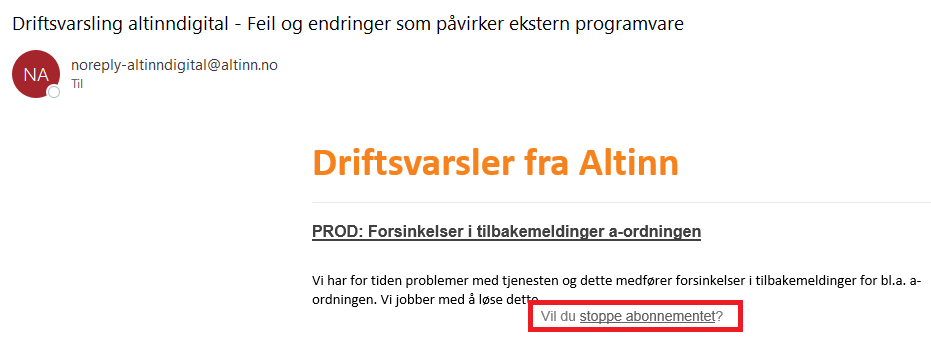 Driftsvarsling altinndigital - Feil og endringer som påvirker ekstern programvare
NA
noreply-altinndigital@altinn.no
Til
Driftsvarsler fra Altinn
PROD: Forsinkelser i tilbakemeldinger a-ordningen
Vi har for tiden problemer med tjenesten og dette medfører forsinkelser i tilbakemeldinger for bl.a. a-
ordningen. Vi jobber med å løse dette.
Vil du stoppe abonnementet?